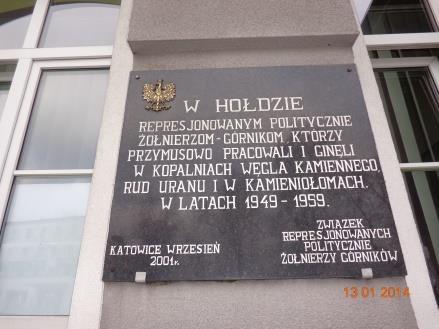 W HOŁDZIE
REPRESJONOWANYM POLITYCZNIE
ŻOŁNIERZOM-GÓRNIKOM, KTÓRZY
PRZYMUSOWO PRACOWALI I GINĘLI
W KOPALNIACH WĘGLA KAMIENNEGO,
RUD URANU I W KAMIENIOŁOMACH.
W LATACH 1949-1959.
KATOWICE WRZESIEŃ
2001r.
ZWIĄZEK
REPRESJONOWANYCH
POLITYCZNIE
ŻOŁNIERZY GÓRNIKÓW
13 01 2014